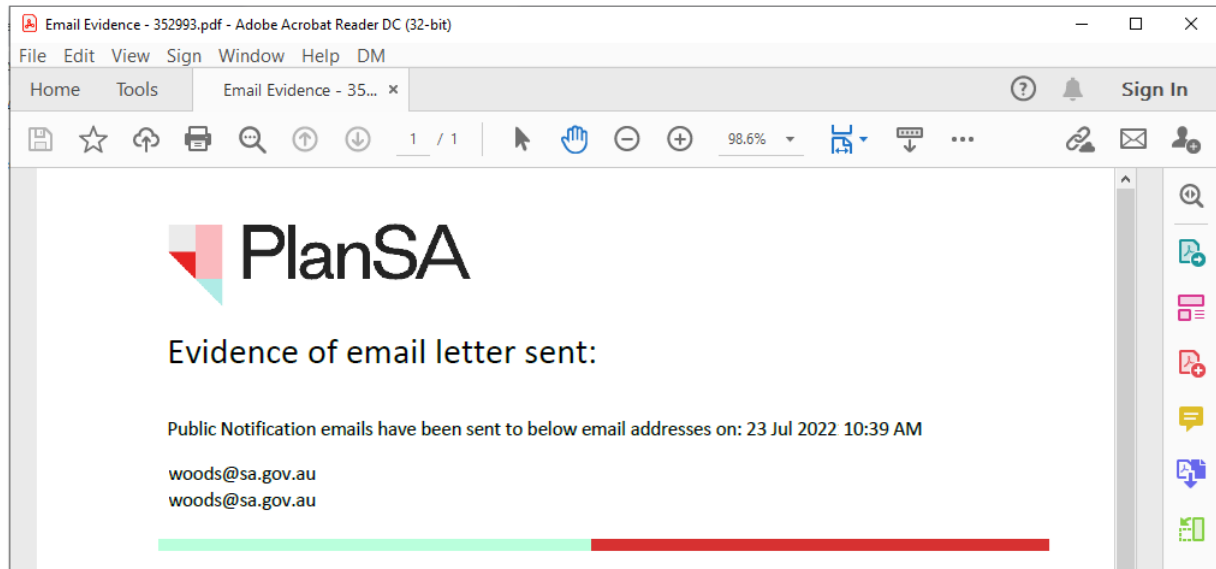 Email Evidence - 352993.pdf - Adobe Acrobat Reader DC (32-bit)
File Edit View Sign Window Help DM
Home Tools Email Evidence - 35... × Sign In
1 / 1 98.6%
PlanSA
Evidence of email letter sent:
Public Notification emails have been sent to below email addresses on: 23 Jul 2022 10:39 AM
woods@sa.gov.au
woods@sa.gov.au